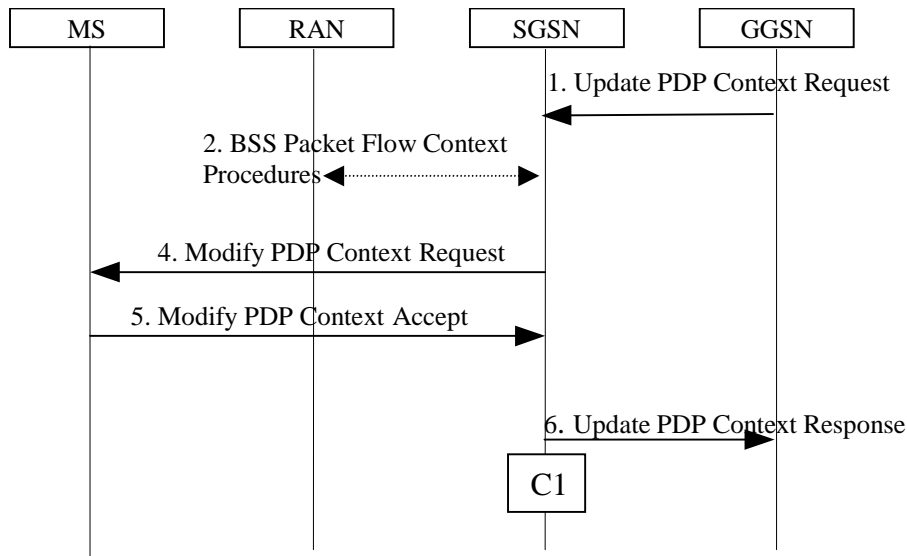 MS
RAN
SGSN
GGSN
1. Update PDP Context Request
2. BSS Packet Flow Context
Procedures
4. Modify PDP Context Request
5. Modify PDP Context Accept
6. Update PDP Context Response
C1